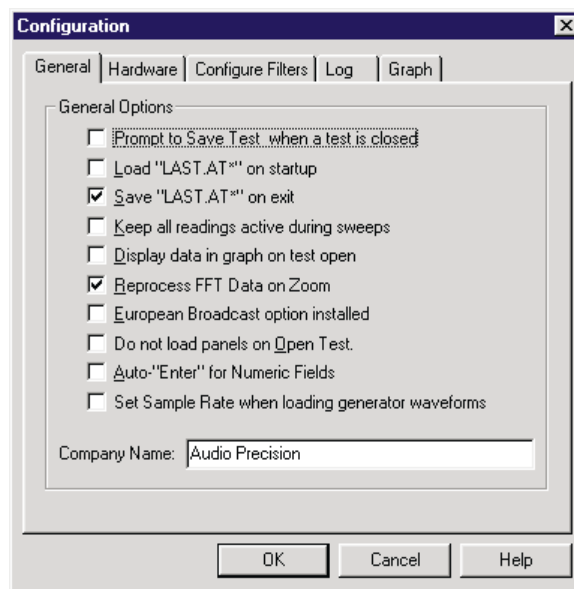 Configuration
General Hardware Configure Filters Log Graph
General Options
Prompt to Save Test when a test is closed
Load "LAST.AT*" on startup
Save "LAST.AT*" on exit
Keep all readings active during sweeps
Display data in graph on test open
Reprocess FFT Data on Zoom
European Broadcast option installed
Do not load panels on Open Test.
Auto-"Enter" for Numeric Fields
Set Sample Rate when loading generator waveforms
Company Name: Audio Precision
OK Cancel Help